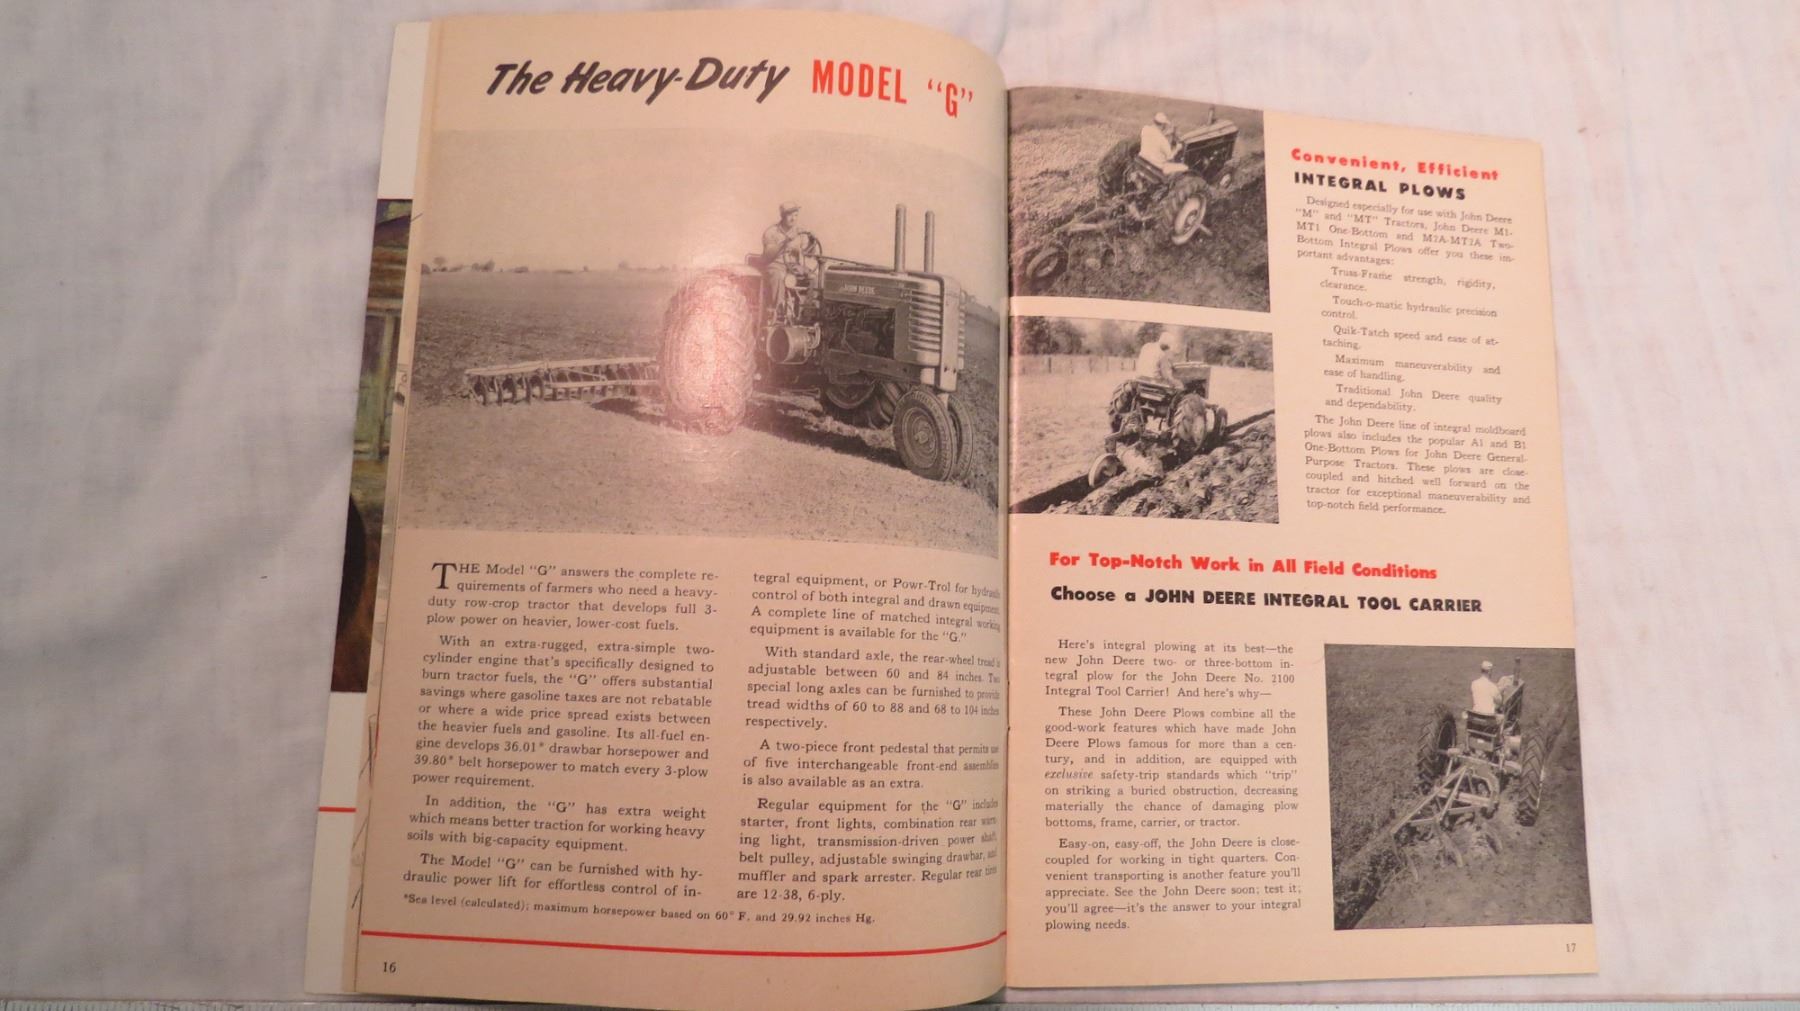 The Heavy-Duty MODEL "G"
JOHN DEERE
THE Model "G" answers the complete re-
quirements of farmers who need a heavy-
duty row-crop tractor that develops full 3-
plow power on heavier, lower-cost fuels.
With an extra-rugged, extra-simple two-
cylinder engine that's specifically designed to
burn tractor fuels, the "G" offers substantial
savings where gasoline taxes are not rebatable
or where a wide price spread exists between
the heavier fuels and gasoline. Its all-fuel en-
gine develops 36.01* drawbar horsepower and
39.80* belt horsepower to match every 3-plow
power requirement.
In addition, the "G" has extra weight
which means better traction for working heavy
soils with big-capacity equipment.
The Model "G" can be furnished with hy-
draulic power lift for effortless control of in-
tegral equipment, or Powr-Trol for hydraulic
control of both integral and drawn equipment.
A complete line of matched integral working
equipment is available for the "G."
With standard axle, the rear-wheel tread is
adjustable between 60 and 84 inches. Two
special long axles can be furnished to provide
tread widths of 60 to 88 and 68 to 104 inches
respectively.
A two-piece front pedestal that permits use
of five interchangeable front-end assemblies
is also available as an extra.
Regular equipment for the "G" includes
starter, front lights, combination rear warn-
ing light, transmission-driven power shaft,
belt pulley, adjustable swinging drawbar, and
muffler and spark arrester. Regular rear tires
are 12-38, 6-ply.
*Sea level (calculated); maximum horsepower based on 60° F. and 29.92 inches Hg.
16
Convenient, Efficient
INTEGRAL PLOWS
Designed especially for use with John Deere
"M" and "MT" Tractors, John Deere M1-
MT1 One-Bottom and M2A-MT2A Two-
Bottom Integral Plows offer you these im-
portant advantages:
Truss-Frame strength, rigidity,
clearance.
Touch-o-matic hydraulic precision
control.
Quik-Tatch speed and ease of at-
taching.
Maximum maneuverability and
ease of handling.
Traditional John Deere quality
and dependability.
The John Deere line of integral moldboard
plows also includes the popular A1 and B1
One-Bottom Plows for John Deere General-
Purpose Tractors. These plows are close-
coupled and hitched well forward on the
tractor for exceptional maneuverability and
top-notch field performance.
For Top-Notch Work in All Field Conditions
Choose a JOHN DEERE INTEGRAL TOOL CARRIER
Here's integral plowing at its best—the
new John Deere two- or three-bottom in-
tegral plow for the John Deere No. 2100
Integral Tool Carrier! And here's why—
These John Deere Plows combine all the
good-work features which have made John
Deere Plows famous for more than a cen-
tury, and in addition, are equipped with
exclusive safety-trip standards which "trip"
on striking a buried obstruction, decreasing
materially the chance of damaging plow
bottoms, frame, carrier, or tractor.
Easy-on, easy-off, the John Deere is close-
coupled for working in tight quarters. Con-
venient transporting is another feature you'll
appreciate. See the John Deere soon; test it;
you'll agree—it's the answer to your integral
plowing needs.
17